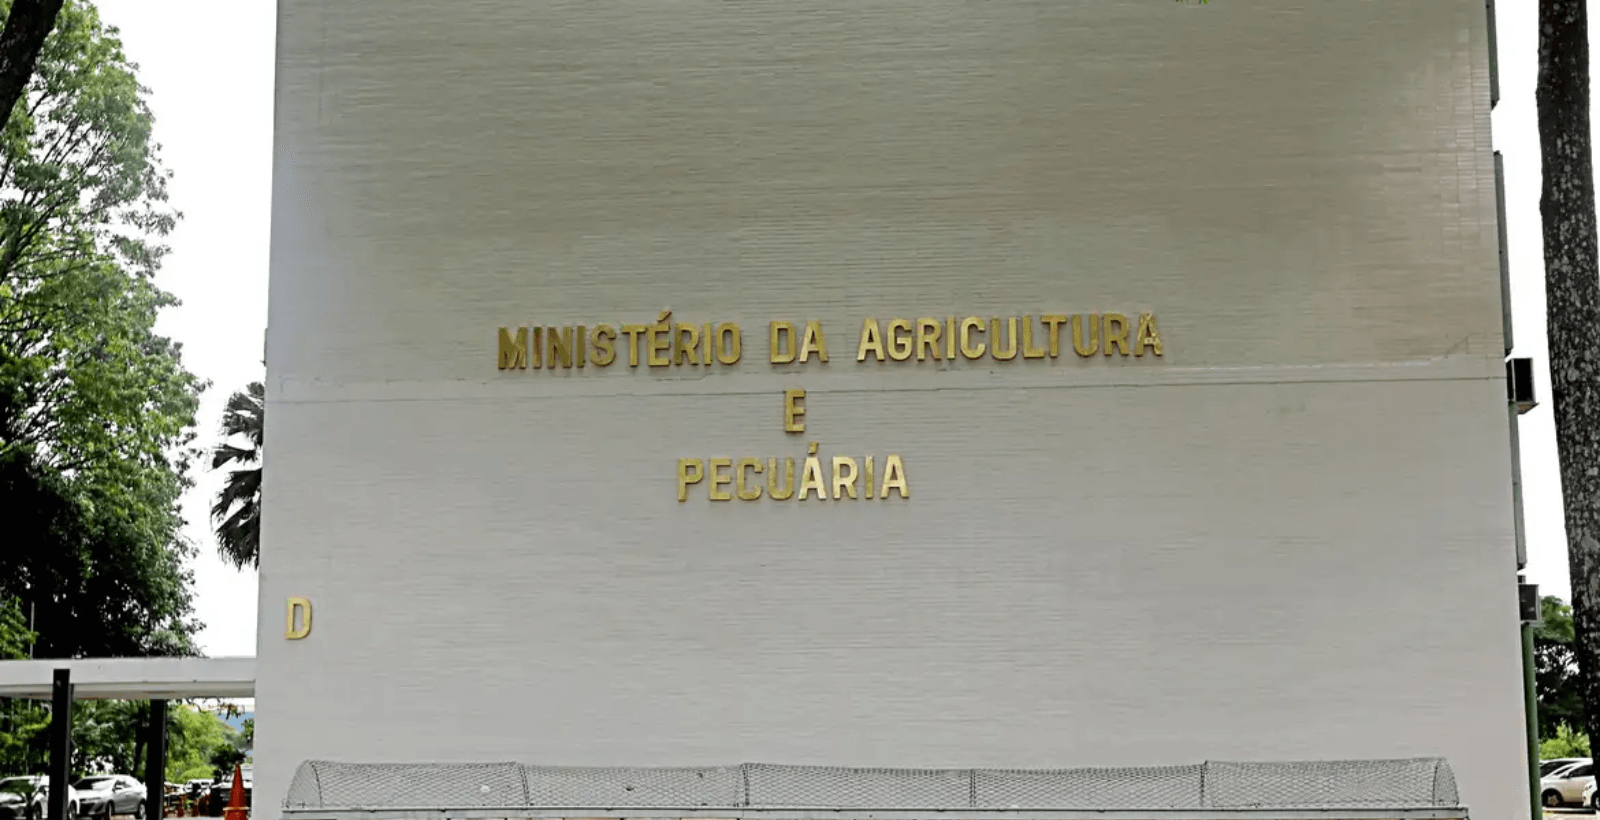 MINISTÉRIO DA AGRICULTURA
E
PECUÁRIA
D